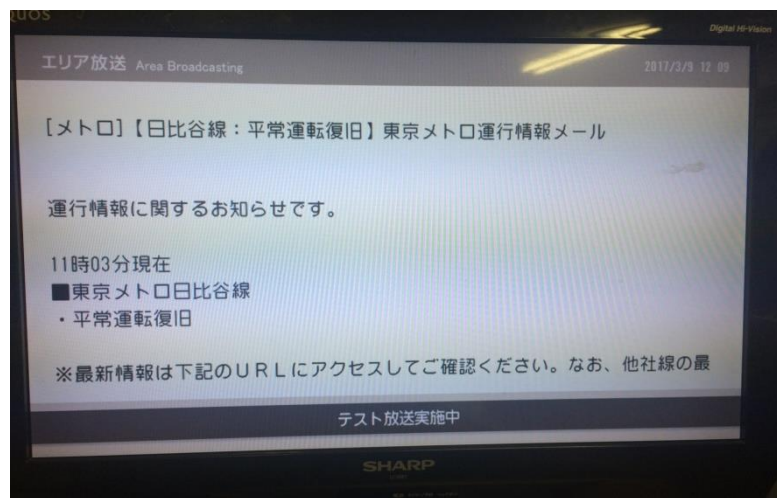 QUOS
Digital Hi-Vision
エリア放送 Area Broadcasting
2017/3/9 12 09
[メトロ]【日比谷線：平常運転復旧】東京メトロ運行情報メール
運行情報に関するお知らせです。
11時03分現在
■東京メトロ日比谷線
・平常運転復旧
※最新情報は下記のＵＲＬにアクセスしてご確認ください。なお、他社線の最
テスト放送実施中
SHARP